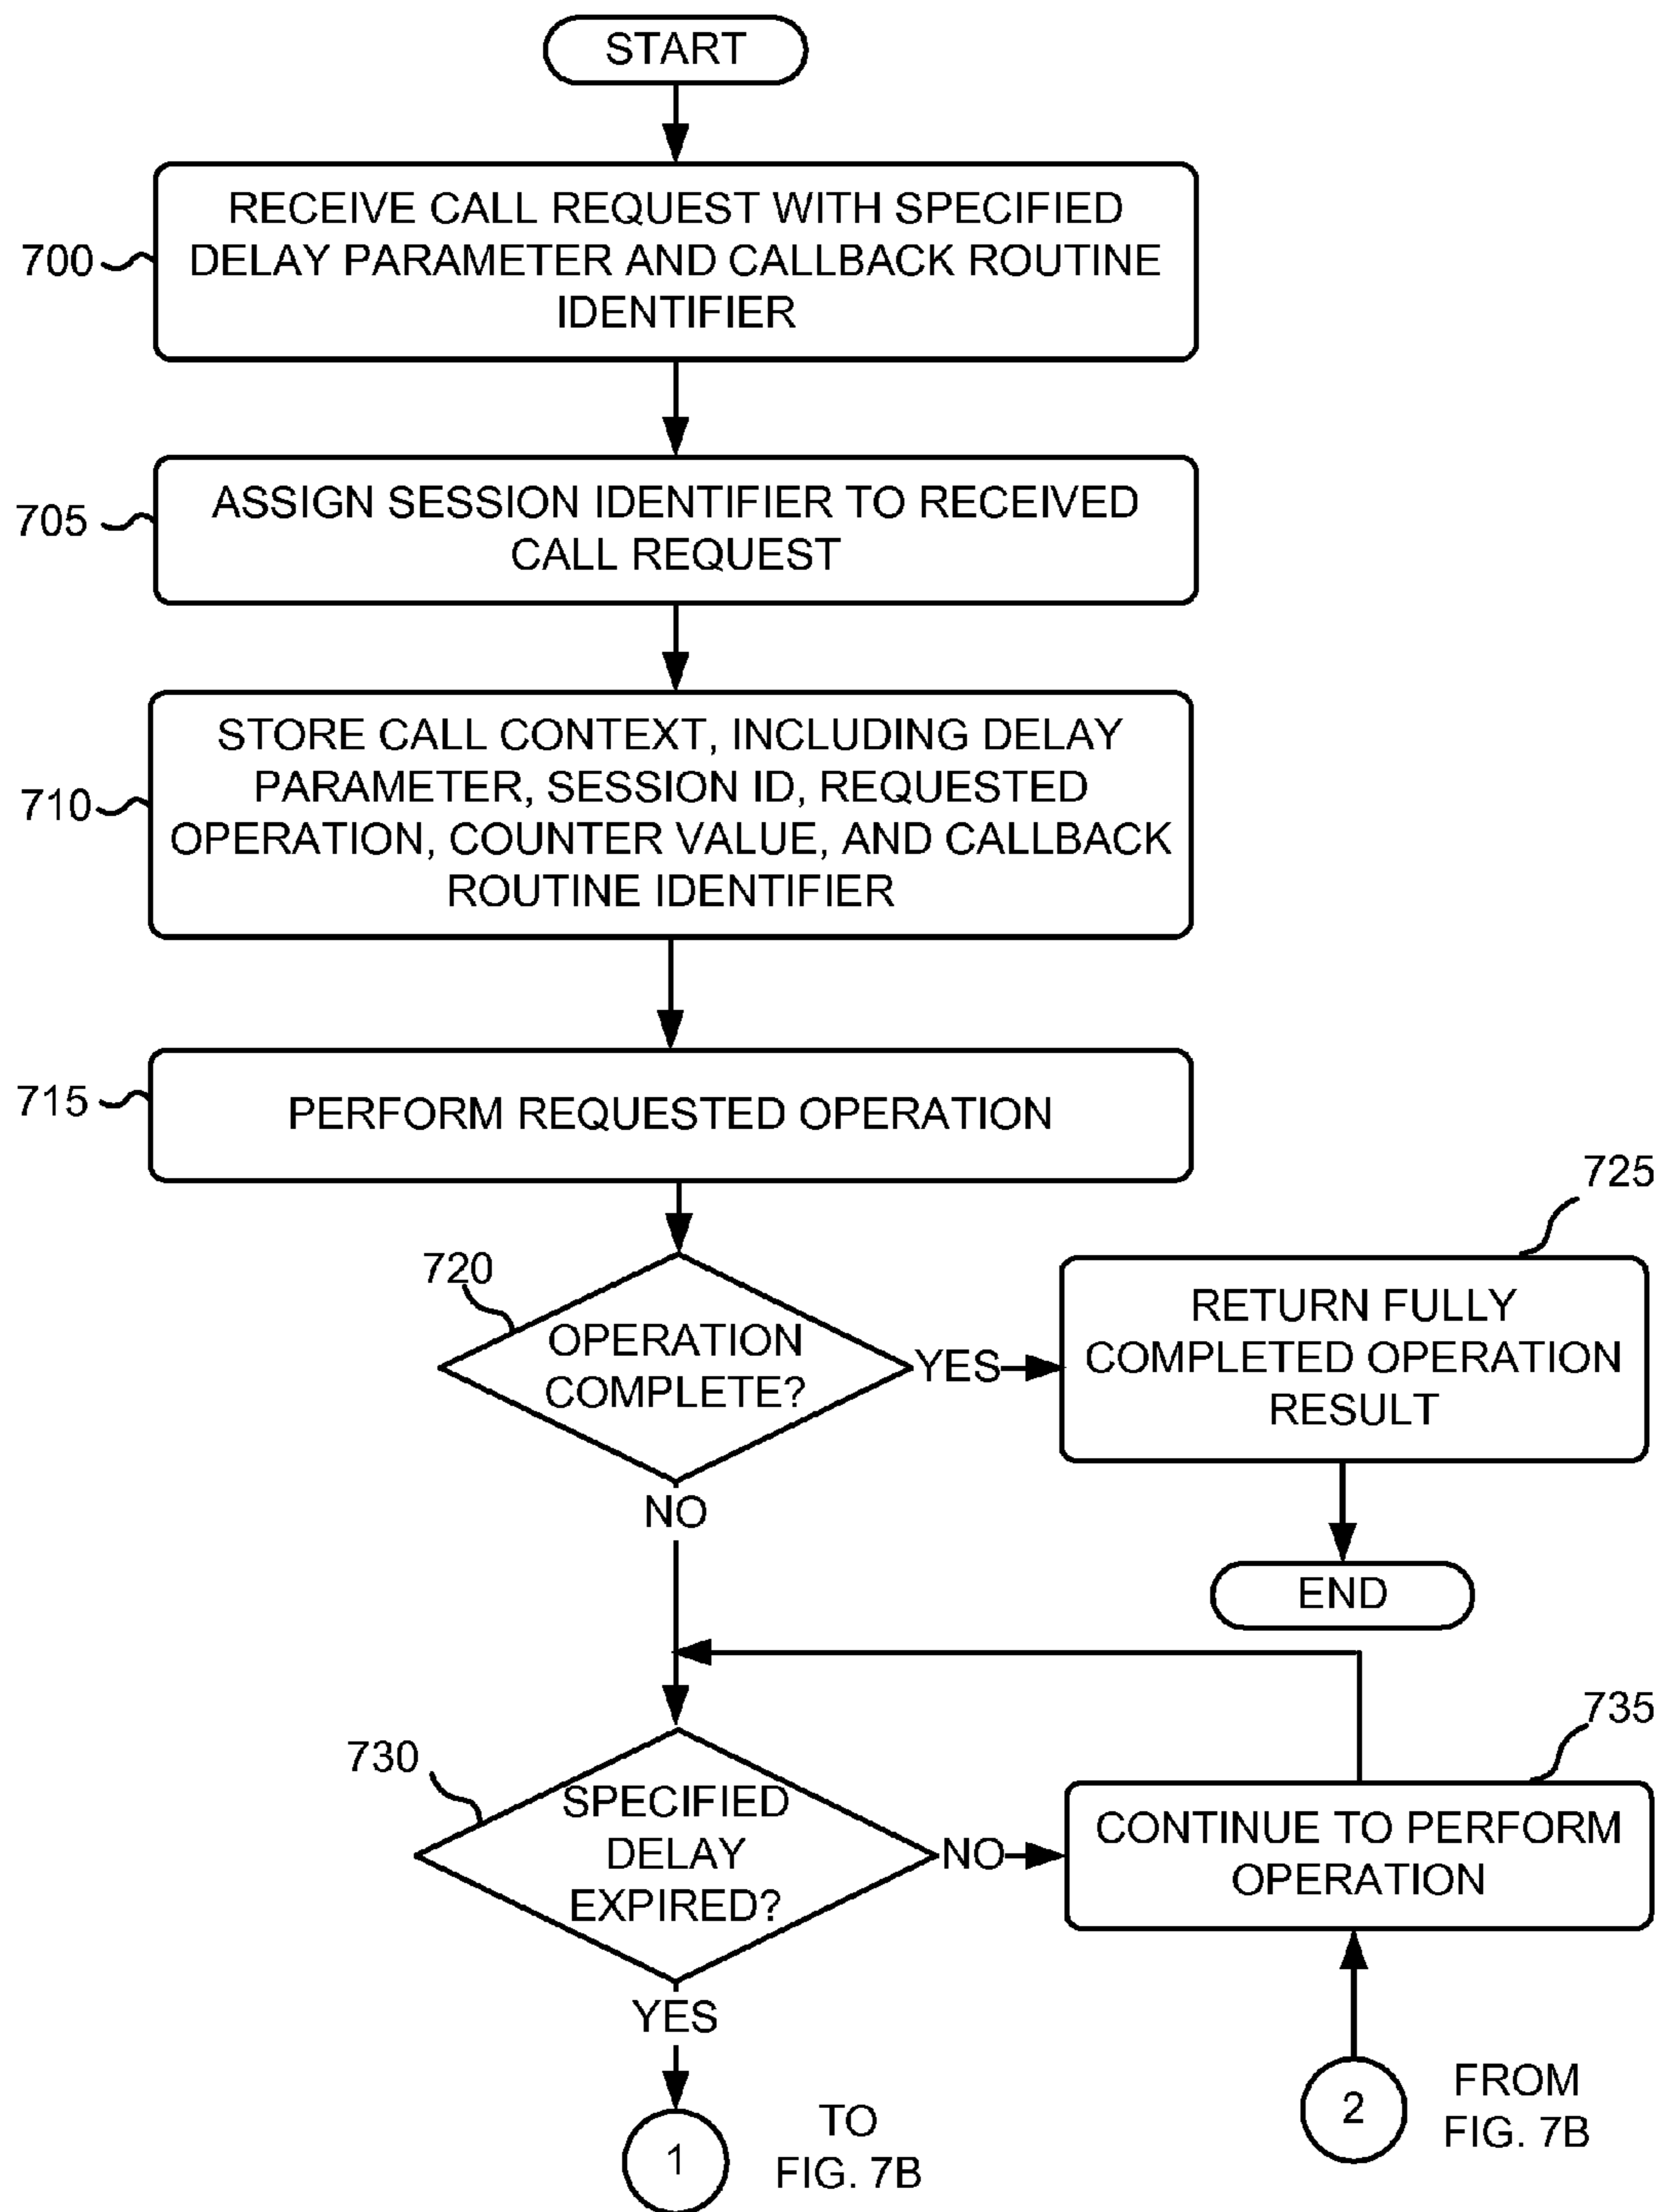 START
700
RECEIVE CALL REQUEST WITH SPECIFIED
DELAY PARAMETER AND CALLBACK ROUTINE
IDENTIFIER
705
ASSIGN SESSION IDENTIFIER TO RECEIVED
CALL REQUEST
710
STORE CALL CONTEXT, INCLUDING DELAY
PARAMETER, SESSION ID, REQUESTED
OPERATION, COUNTER VALUE, AND CALLBACK
ROUTINE IDENTIFIER
715
PERFORM REQUESTED OPERATION
720
OPERATION
COMPLETE?
YES
725
RETURN FULLY
COMPLETED OPERATION
RESULT
END
NO
730
SPECIFIED
DELAY
EXPIRED?
NO
735
CONTINUE TO PERFORM
OPERATION
YES
1
TO
FIG. 7B
2
FROM
FIG. 7B